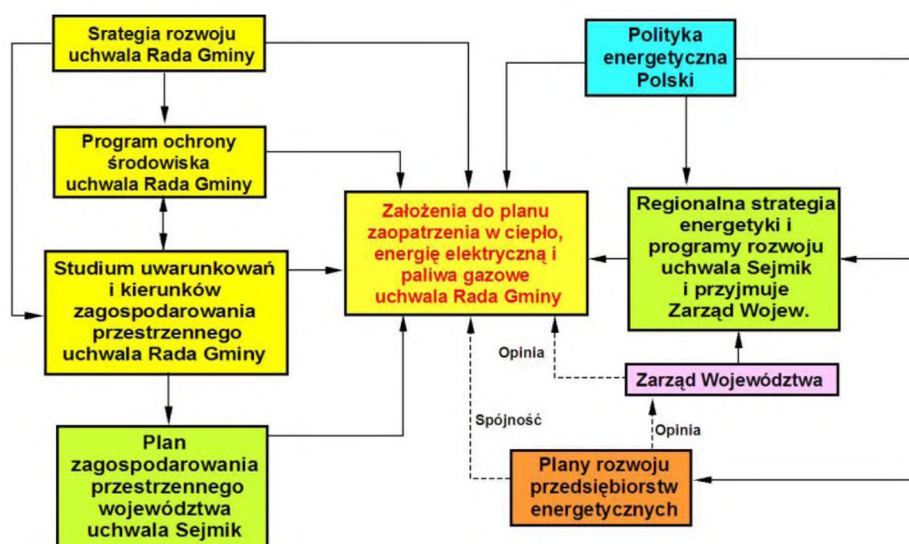 Srategia rozwoju
uchwala Rada Gminy
Polityka
energetyczna
Polski
Program ochrony
środowiska
uchwala Rada Gminy
Założenia do planu
zaopatrzenia w ciepło,
energię elektryczną i
paliwa gazowe
uchwala Rada Gminy
Regionalna strategia
energetyki i
programy rozwoju
uchwala Sejmik
i przyjmuje
Zarząd Wojew.
Studium uwarunkowań
i kierunków
zagospodarowania
przestrzennego
uchwala Rada Gminy
Opinia
Zarząd Województwa
Spójność
Opinia
Plan
zagospodarowania
przestrzennego
województwa
uchwala Sejmik
Plany rozwoju
przedsiębiorstw
energetycznych